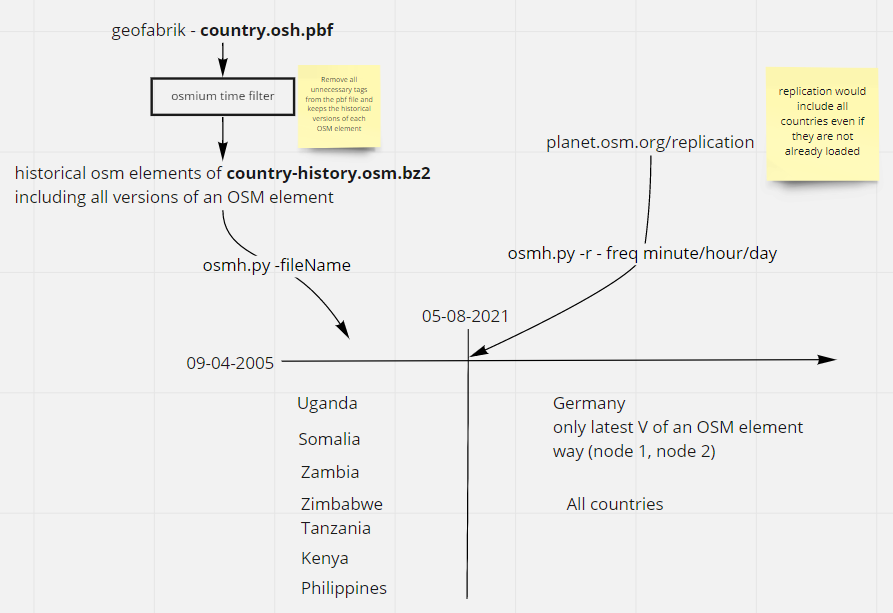 geofabrik - country.osh.pbf
osmium time filter
Remove all
unnecessary tags
from the pbf file and
keeps the historical
versions of each
OSM element
historical osm elements of country-history.osm.bz2
including all versions of an OSM element
osmh.py -fileName
planet.osm.org/replication
replication would
include all
countries even if
they are not
already loaded
osmh.py -r - freq minute/hour/day
05-08-2021
09-04-2005
Uganda
Somalia
Zambia
Zimbabwe
Tanzania
Kenya
Philippines
Germany
only latest V of an OSM element
way (node 1, node 2)
All countries